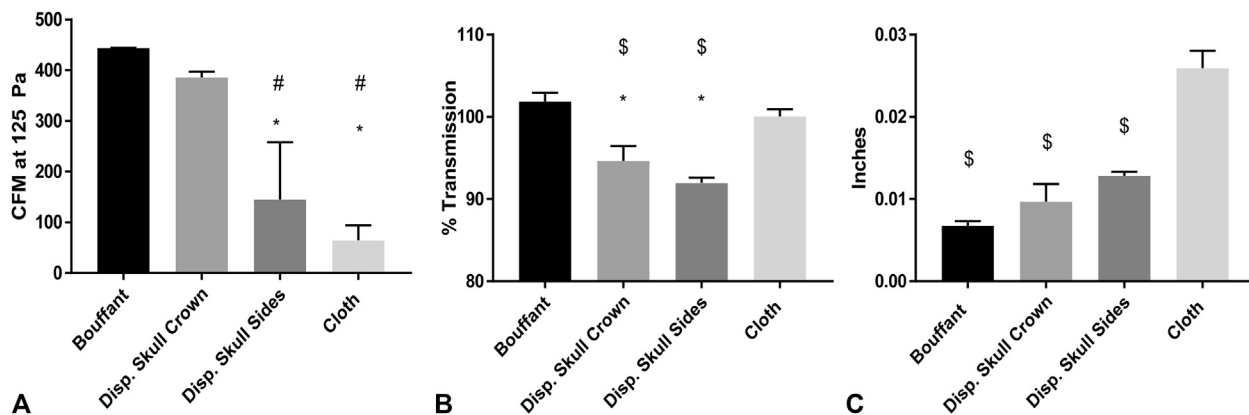 CFM at 125 Pa
500
400
300
200
100
0
#
*
#
*
Bouffant
Disp. Skull Crown
Disp. Skull Sides
Cloth
A
% Transmission
110
100
90
80
$
*
$
*
Bouffant
Disp. Skull Crown
Disp. Skull Sides
Cloth
B
Inches
0.03
0.02
0.01
0.00
$
$
$
Bouffant
Disp. Skull Crown
Disp. Skull Sides
Cloth
C